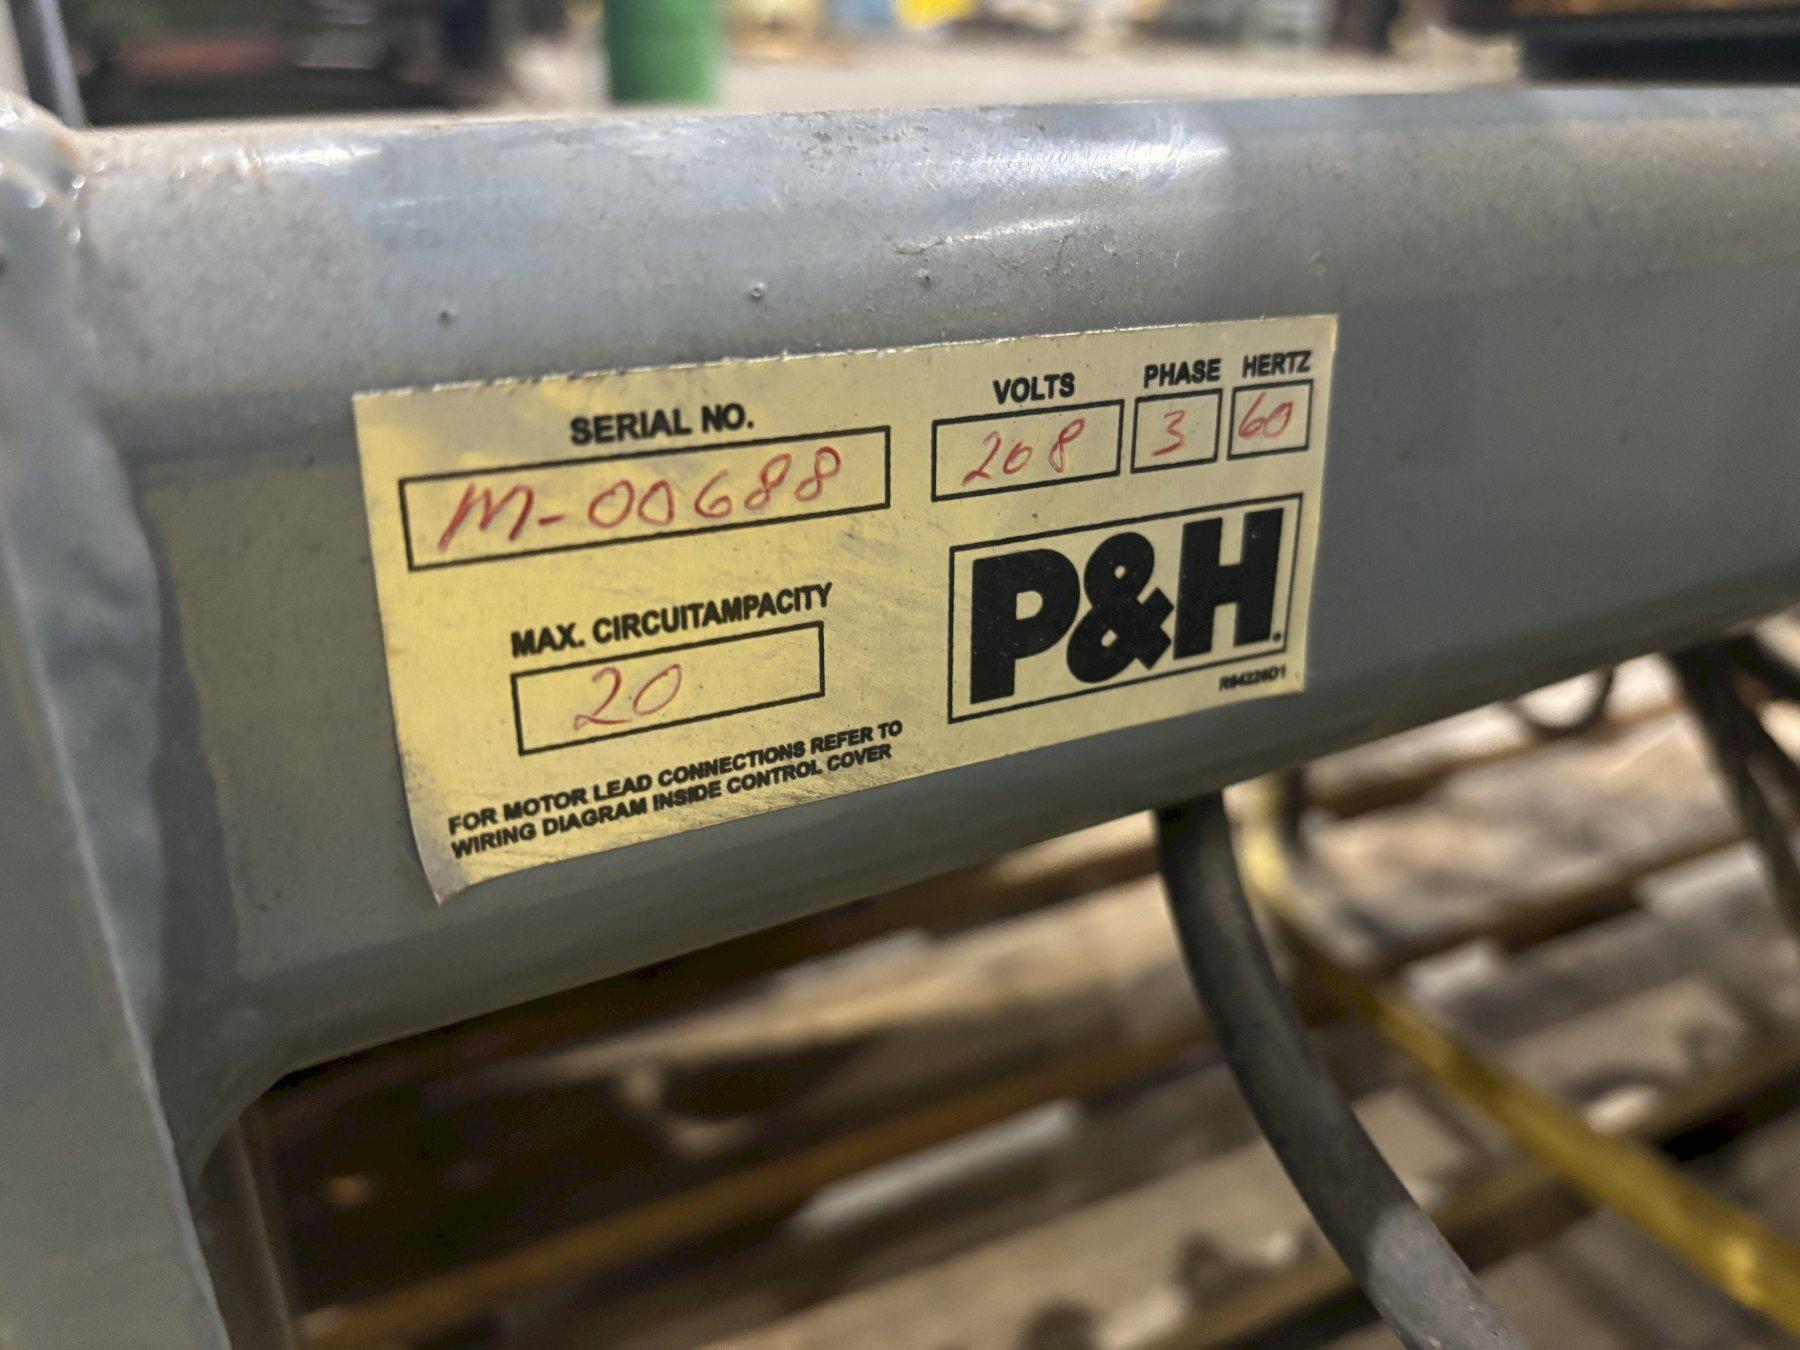 SERIAL NO.
M-00688
VOLTS
208
PHASE
3
HERTZ
60
MAX. CIRCUITAMPACITY
20
P&H
R84226D1
FOR MOTOR LEAD CONNECTIONS REFER TO
WIRING DIAGRAM INSIDE CONTROL COVER